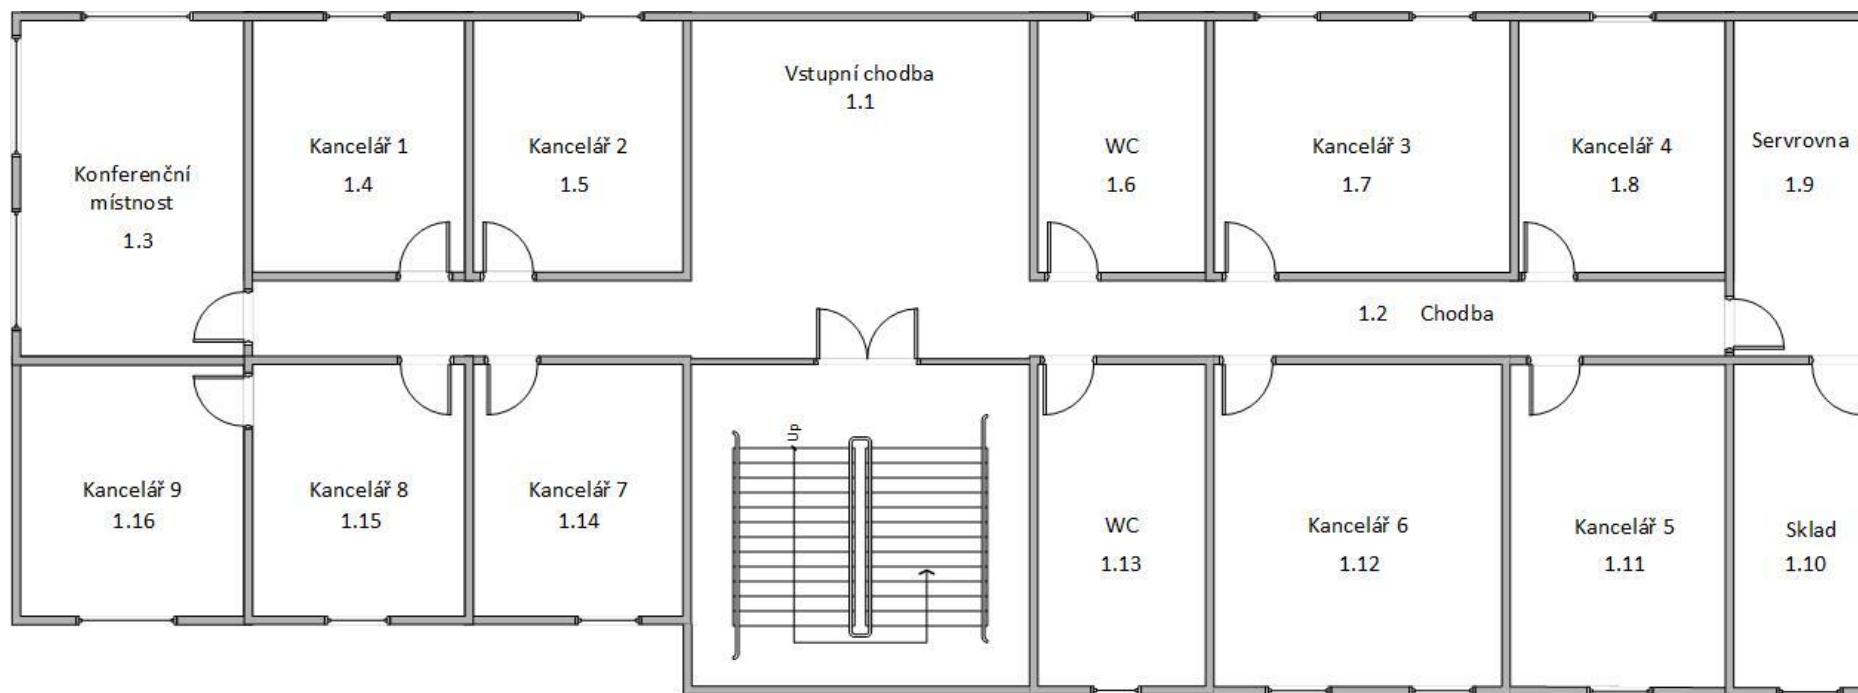 Vstupní chodba
1.1
Kancelář 1
1.4
Kancelář 2
1.5
WC
1.6
Kancelář 3
1.7
Kancelář 4
1.8
Servrovna
1.9
Konferenční
místnost
1.3
1.2 Chodba
Up
Kancelář 9
1.16
Kancelář 8
1.15
Kancelář 7
1.14
WC
1.13
Kancelář 6
1.12
Kancelář 5
1.11
Sklad
1.10